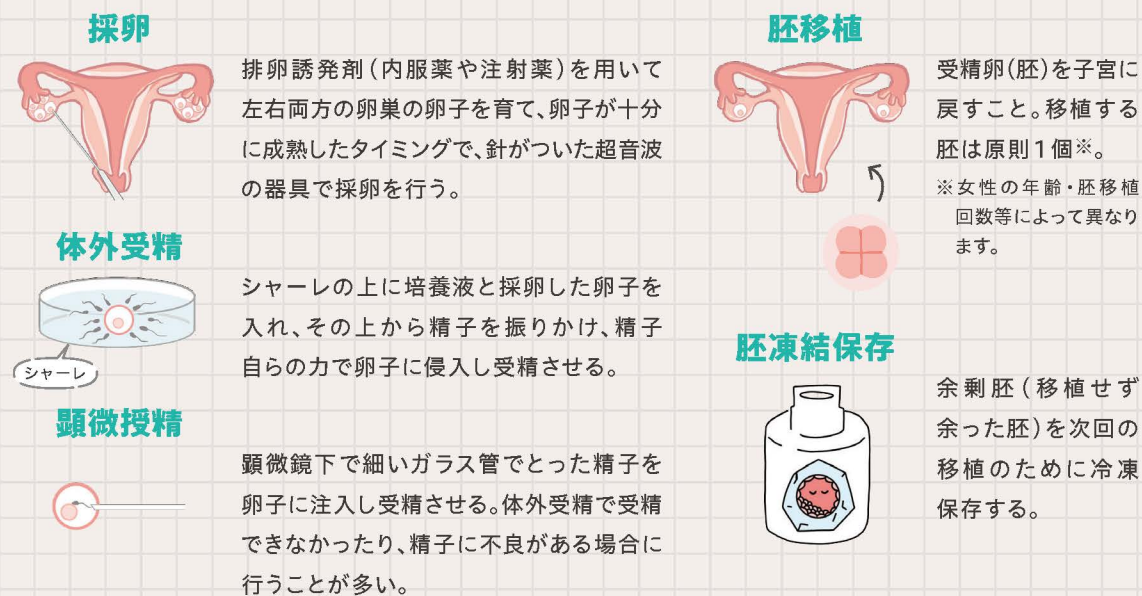 採卵
排卵誘発剤(内服薬や注射薬)を用いて
左右両方の卵巣の卵子を育て、卵子が十分
に成熟したタイミングで、針がついた超音波
の器具で採卵を行う。
体外受精
シャーレの上に培養液と採卵した卵子を
入れ、その上から精子を振りかけ、精子
自らの力で卵子に侵入し受精させる。
シャーレ
顕微授精
顕微鏡下で細いガラス管でとった精子を
卵子に注入し受精させる。体外受精で受精
できなかったり、精子に不良がある場合に
行うことが多い。
胚移植
受精卵(胚)を子宮に
戻すこと。移植する
胚は原則1個※。
※女性の年齢・胚移植
回数等によって異なり
ます。
胚凍結保存
余剰胚(移植せず
余った胚)を次回の
移植のために冷凍
保存する。